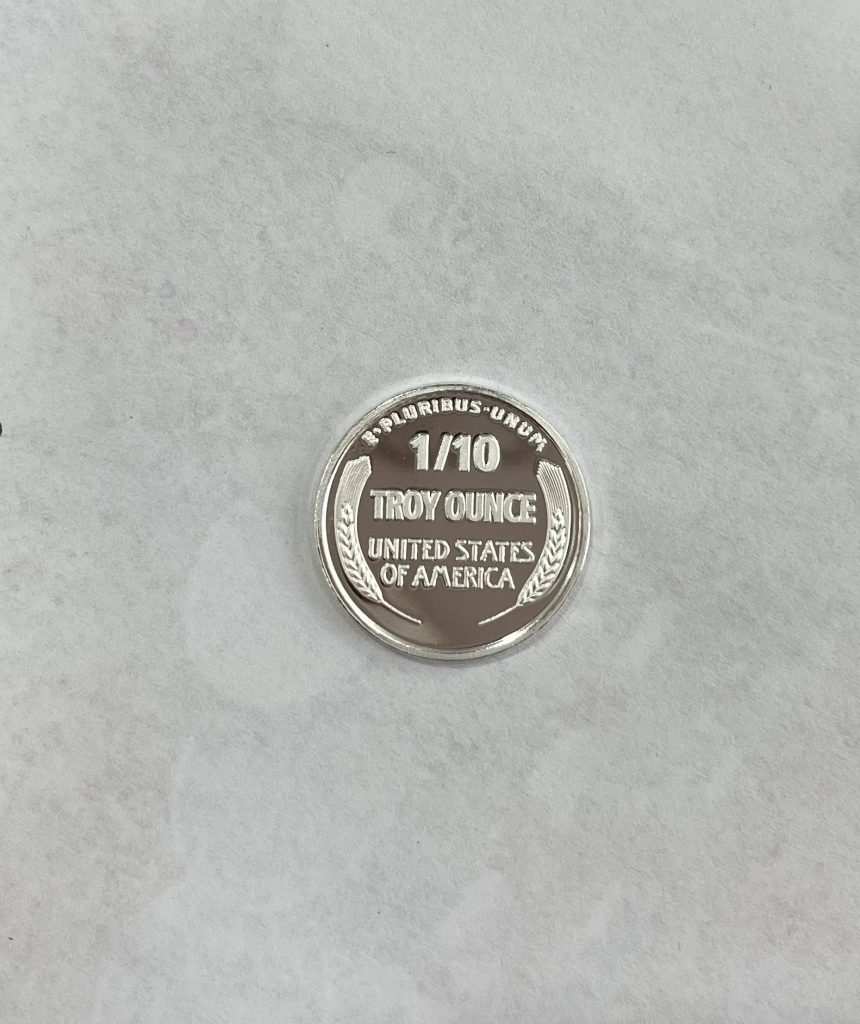 E·PLURIBUS·UNUM
1/10
TROY OUNCE
UNITED STATES
OF AMERICA